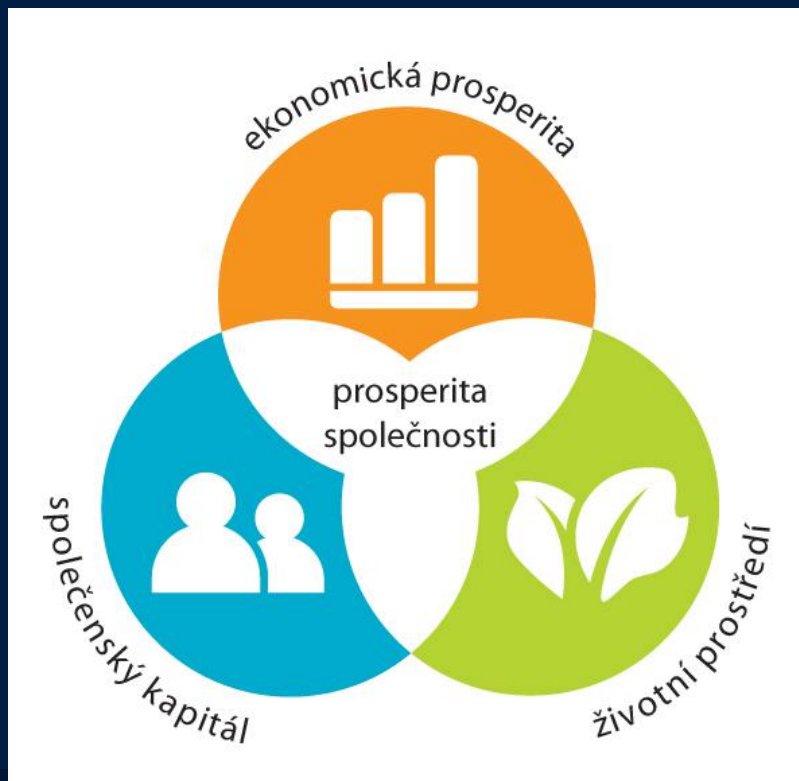 ekonomická prosperita
prosperita
společnosti
společenský kapitál
životní prostředí